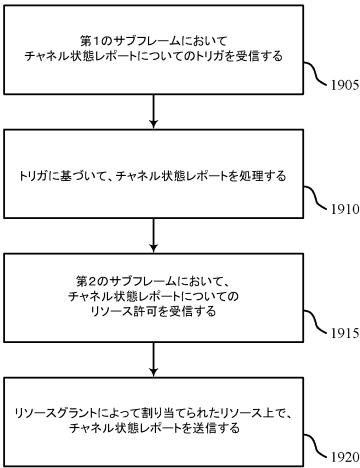 第１のサブフレームにおいて
チャネル状態レポートについてのトリガを受信する
1905
トリガに基づいて、チャネル状態レポートを処理する
1910
第２のサブフレームにおいて、
チャネル状態レポートについての
リソース許可を受信する
1915
リソースグラントによって割り当てられたリソース上で、
チャネル状態レポートを送信する
1920